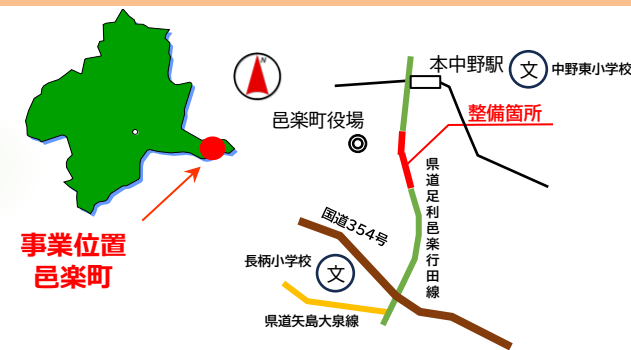 N
本中野駅
文
中野東小学校
邑楽町役場
整備箇所
県道足利邑楽行田線
国道354号
事業位置
邑楽町
長柄小学校
文
県道矢島大泉線